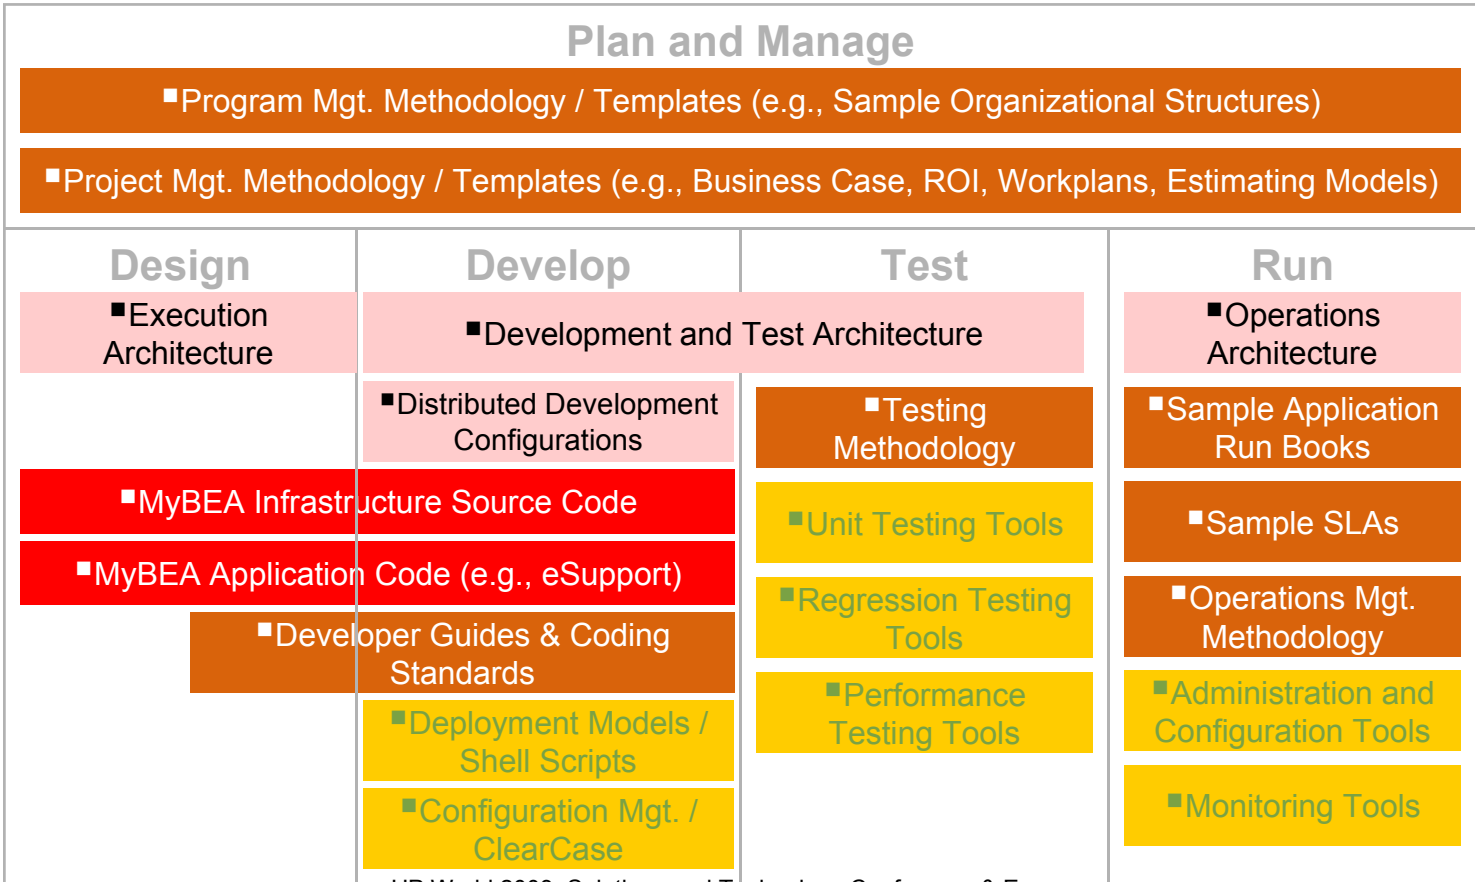 Plan and Manage
▪Program Mgt. Methodology / Templates (e.g., Sample Organizational Structures)
▪Project Mgt. Methodology / Templates (e.g., Business Case, ROI, Workplans, Estimating Models)
Design
▪Execution
Architecture
Develop
Test
▪Development and Test Architecture
▪Distributed Development
Configurations
▪MyBEA Infrastructure Source Code
▪MyBEA Application Code (e.g., eSupport)
▪Developer Guides & Coding
Standards
▪Deployment Models /
Shell Scripts
▪Configuration Mgt. /
ClearCase
▪Testing
Methodology
▪Unit Testing Tools
▪Regression Testing
Tools
▪Performance
Testing Tools
Run
▪Operations
Architecture
▪Sample Application
Run Books
▪Sample SLAs
▪Operations Mgt.
Methodology
▪Administration and
Configuration Tools
▪Monitoring Tools